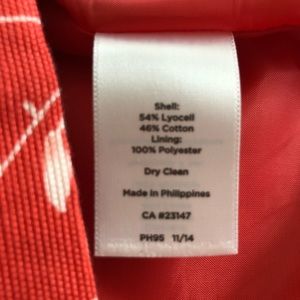 Shell:
54% Lyocell
46% Cotton
Lining:
100% Polyester
Dry Clean
Made in Philippines
CA #23147
PH95 11/14